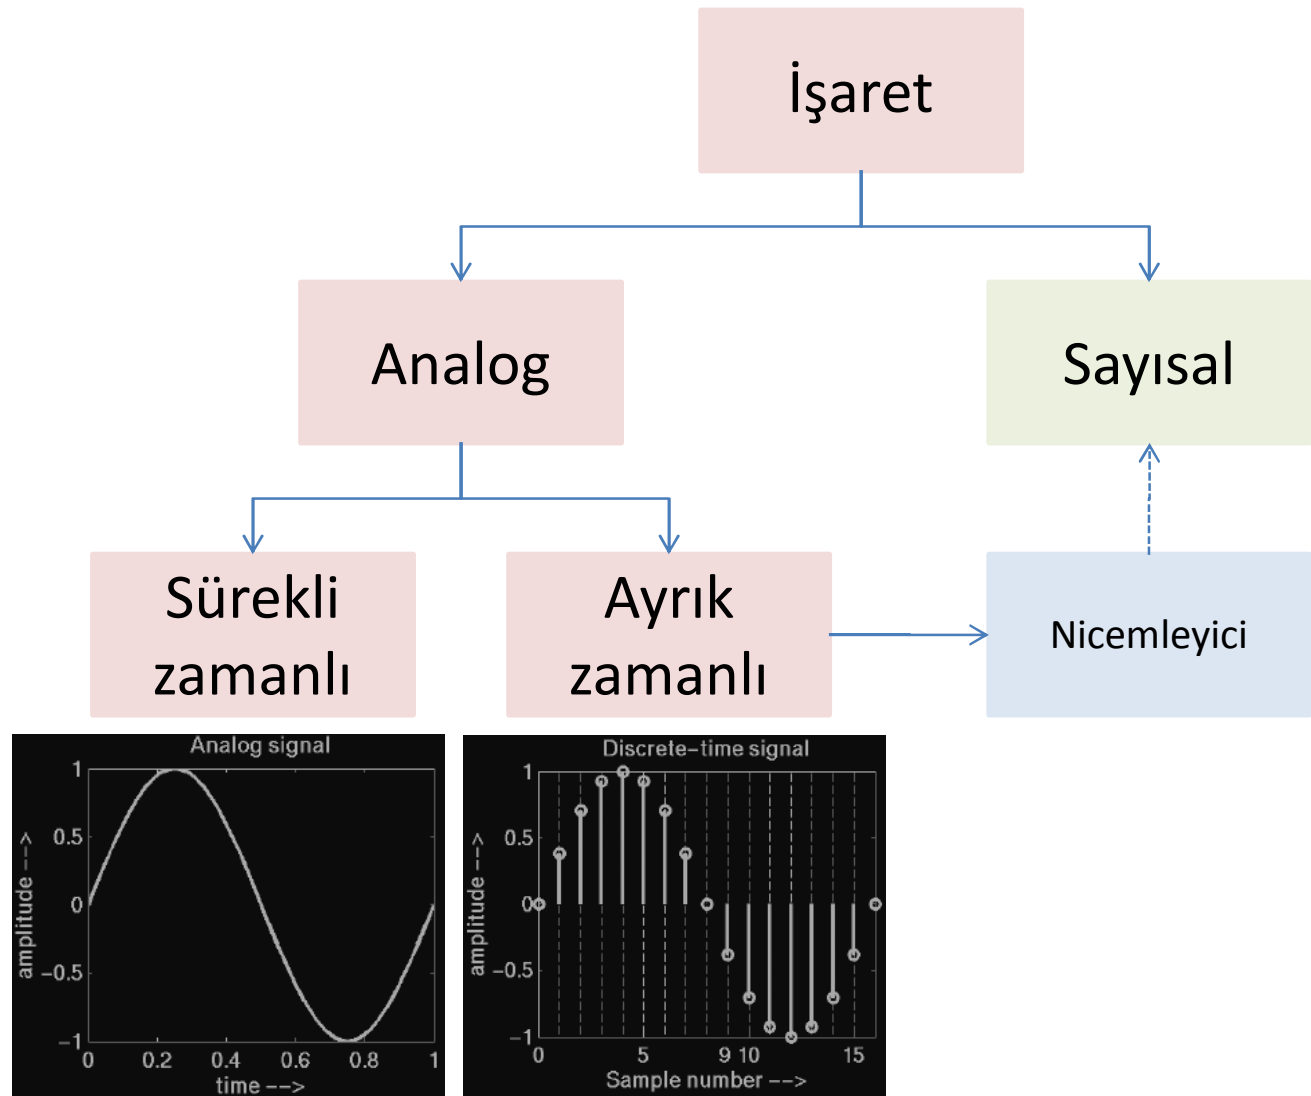 İşaret
Analog
Sayısal
Sürekli
zamanlı
Ayrık
zamanlı
Nicemleyici
Analog signal
1
0.5
0
−0.5
−1
amplitude −−>
0 0.2 0.4 0.6 0.8 1
time −−>
Discrete−time signal
1
0.5
0
−0.5
−1
amplitude −−>
0 5 9 10 15
Sample number −−>